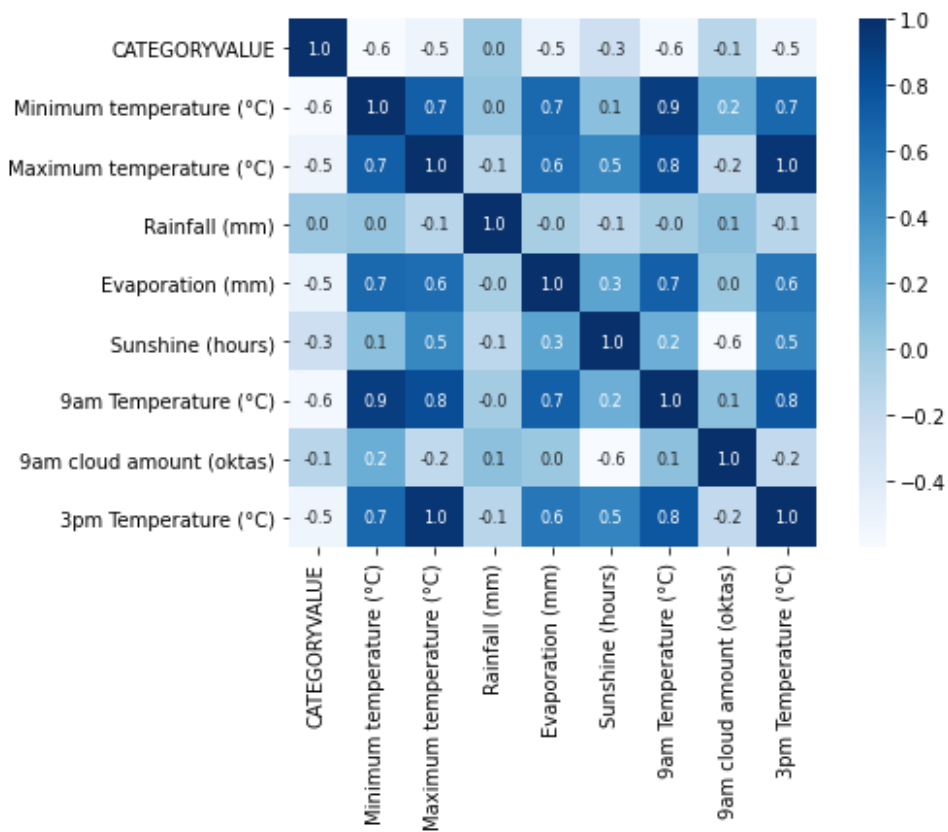 CATEGORYVALUE 1.0 -0.6 -0.5 0.0 -0.5 -0.3 -0.6 -0.1 -0.5
Minimum temperature (°C) -0.6 1.0 0.7 0.0 0.7 0.1 0.9 0.2 0.7
Maximum temperature (°C) -0.5 0.7 1.0 -0.1 0.6 0.5 0.8 -0.2 1.0
Rainfall (mm) 0.0 0.0 -0.1 1.0 -0.0 -0.1 -0.0 0.1 -0.1
Evaporation (mm) -0.5 0.7 0.6 -0.0 1.0 0.3 0.7 0.0 0.6
Sunshine (hours) -0.3 0.1 0.5 -0.1 0.3 1.0 0.2 -0.6 0.5
9am Temperature (°C) -0.6 0.9 0.8 -0.0 0.7 0.2 1.0 0.1 0.8
9am cloud amount (oktas) -0.1 0.2 -0.2 0.1 0.0 -0.6 0.1 1.0 -0.2
3pm Temperature (°C) -0.5 0.7 1.0 -0.1 0.6 0.5 0.8 -0.2 1.0
CATEGORYVALUE
Minimum temperature (°C)
Maximum temperature (°C)
Rainfall (mm)
Evaporation (mm)
Sunshine (hours)
9am Temperature (°C)
9am cloud amount (oktas)
3pm Temperature (°C)
1.0
0.8
0.6
0.4
0.2
0.0
−0.2
−0.4